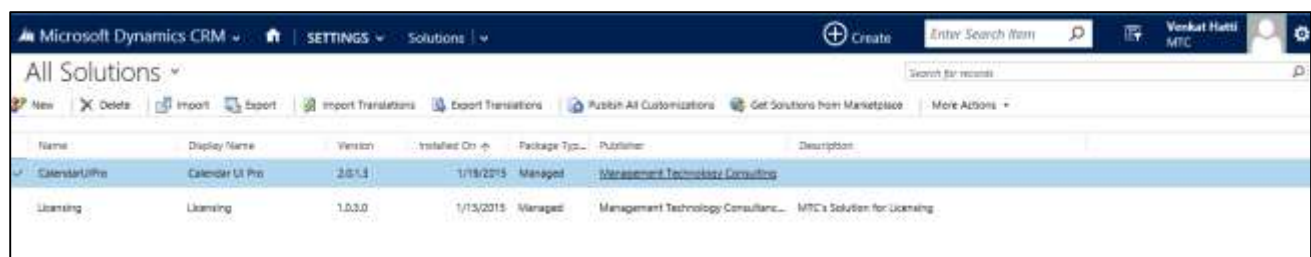 Microsoft Dynamics CRM SETTINGS Solutions Create Enter Search Item Venkat Hatti
MTC
All Solutions Search for records
New Delete Import Export Import Translations Export Translations Publish All Customizations Get Solutions from Marketplace More Actions
Name Display Name Version Installed On Package Typ... Publisher Description
CalendarUIPro Calendar UI Pro 2.0.1.3 Managed Management Technology Consulting
Licensing Licensing 1.0.3.0 1/13/2015 Managed Management Technology Consultanc... MTC's Solution for Licensing